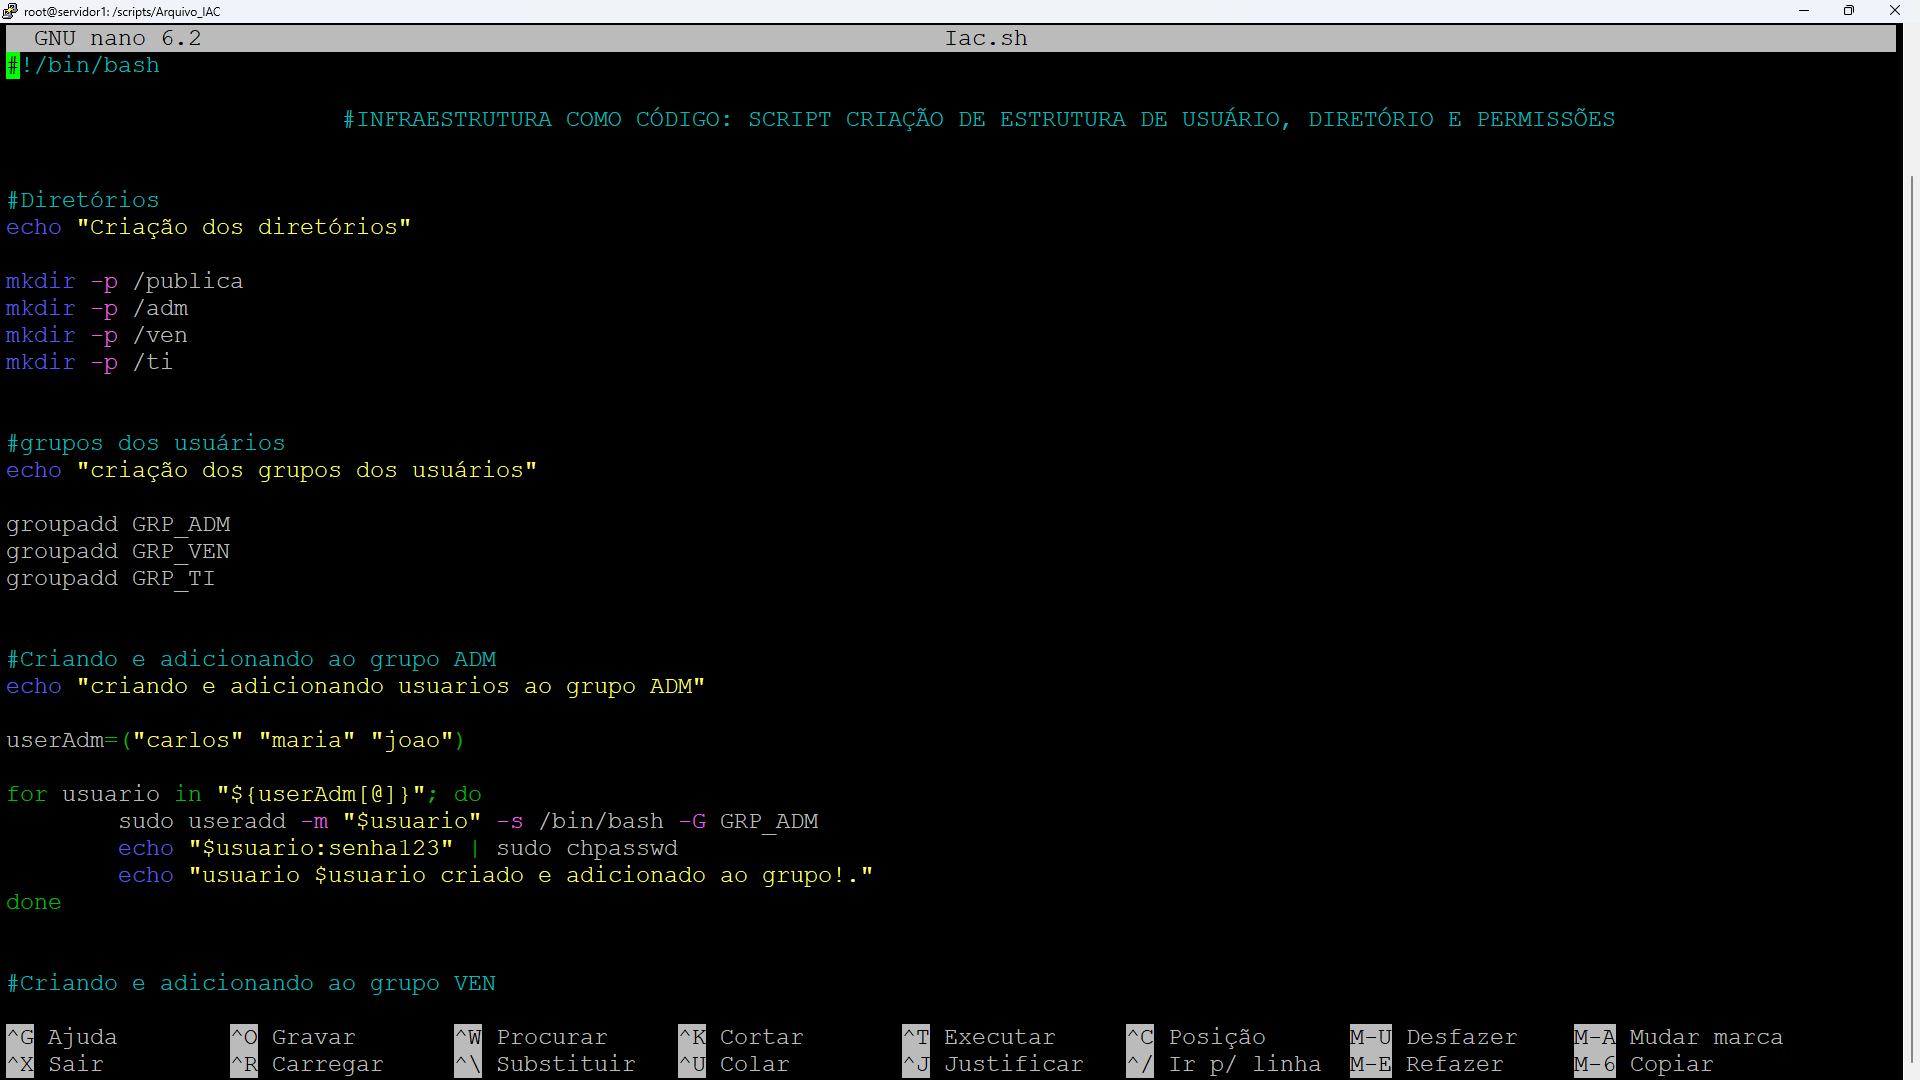 root@servidor1: /scripts/Arquivo_IAC
GNU nano 6.2 Iac.sh
#!/bin/bash
#INFRAESTRUTURA COMO CÓDIGO: SCRIPT CRIAÇÃO DE ESTRUTURA DE USUÁRIO, DIRETÓRIO E PERMISSÕES
#Diretórios
echo "Criação dos diretórios"
mkdir -p /publica
mkdir -p /adm
mkdir -p /ven
mkdir -p /ti
#grupos dos usuários
echo "criação dos grupos dos usuários"
groupadd GRP_ADM
groupadd GRP_VEN
groupadd GRP_TI
#Criando e adicionando ao grupo ADM
echo "criando e adicionando usuarios ao grupo ADM"
userAdm=("carlos" "maria" "joao")
for usuario in "${userAdm[@]}"; do
sudo useradd -m "$usuario" -s /bin/bash -G GRP_ADM
echo "$usuario:senha123" | sudo chpasswd
echo "usuario $usuario criado e adicionado ao grupo!."
done
#Criando e adicionando ao grupo VEN
^G Ajuda ^O Gravar ^W Procurar ^K Cortar ^T Executar ^C Posição M-U Desfazer M-A Mudar marca
^X Sair ^R Carregar ^\ Substituir ^U Colar ^J Justificar ^/ Ir p/ linha M-E Refazer M-6 Copiar